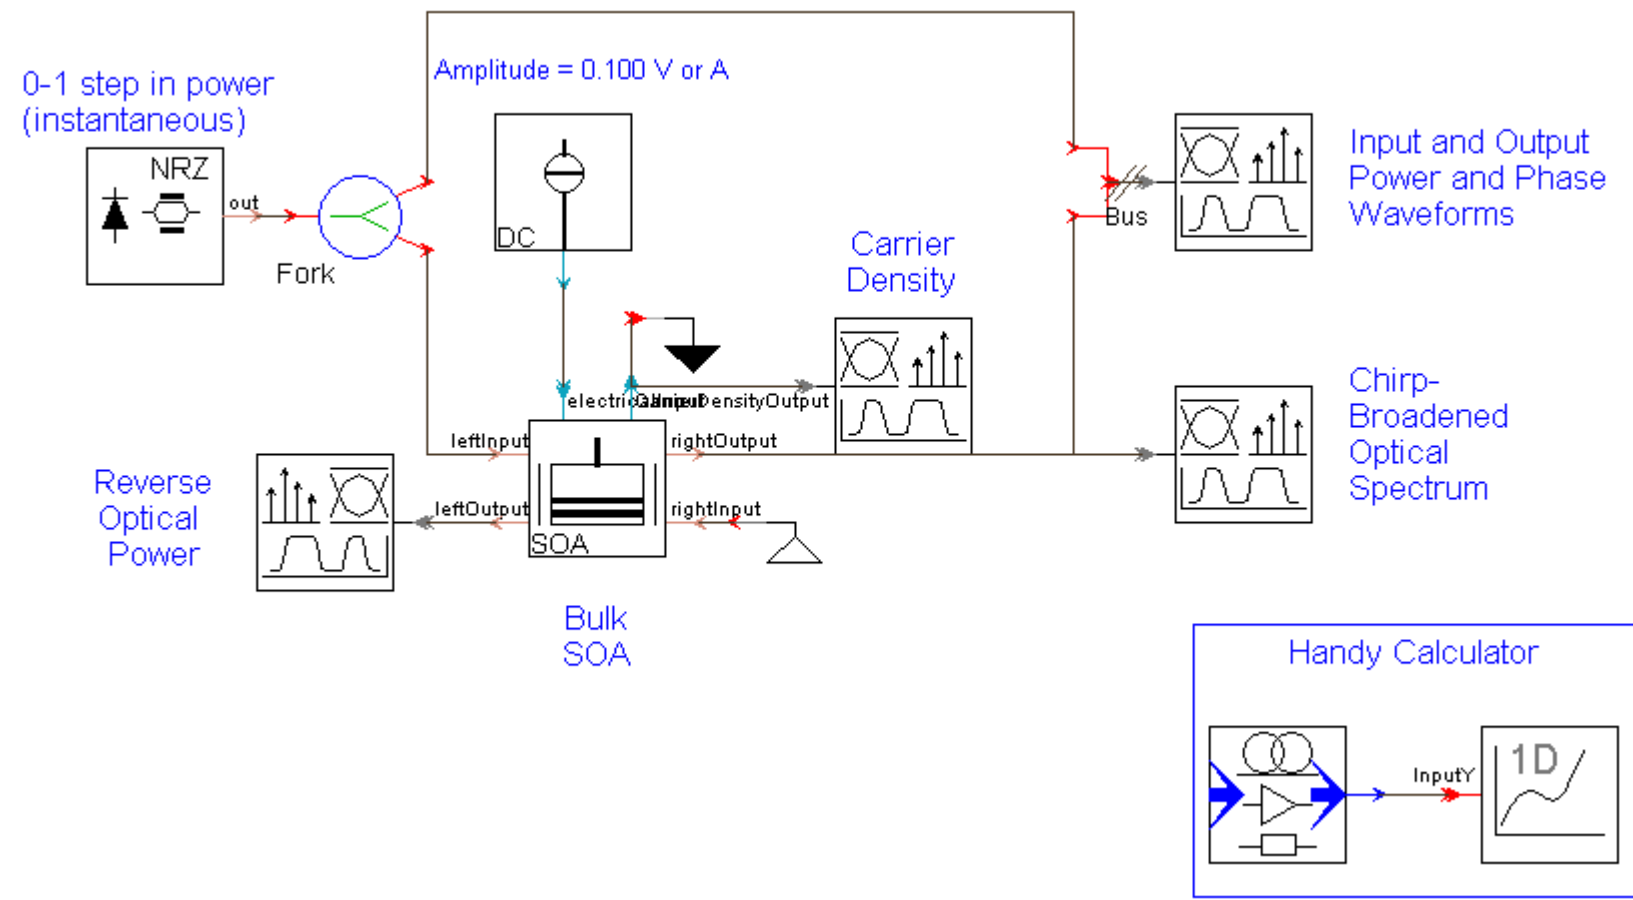 0-1 step in power
(instantaneous)
Amplitude = 0.100 V or A
NRZ
out
Fork
DC
Carrier
Density
Bus
Input and Output
Power and Phase
Waveforms
DensityOutput
leftInput
rightOutput
leftOutput
rightInput
SOA
Bulk
SOA
Reverse
Optical
Power
Chirp-
Broadened
Optical
Spectrum
Handy Calculator
InputY
1D